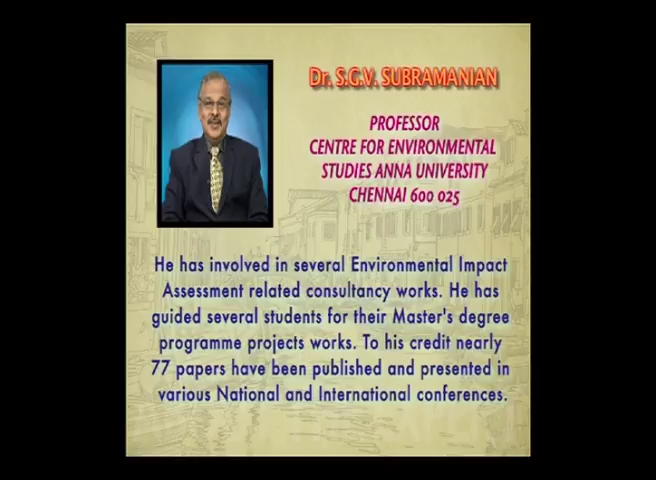 Dr. S.G.V. SUBRAMANIAN
PROFESSOR
CENTRE FOR ENVIRONMENTAL
STUDIES ANNA UNIVERSITY
CHENNAI 600 025
He has involved in several Environmental Impact
Assessment related consultancy works. He has
guided several students for their Master's degree
programme projects works. To his credit nearly
77 papers have been published and presented in
various National and International conferences.